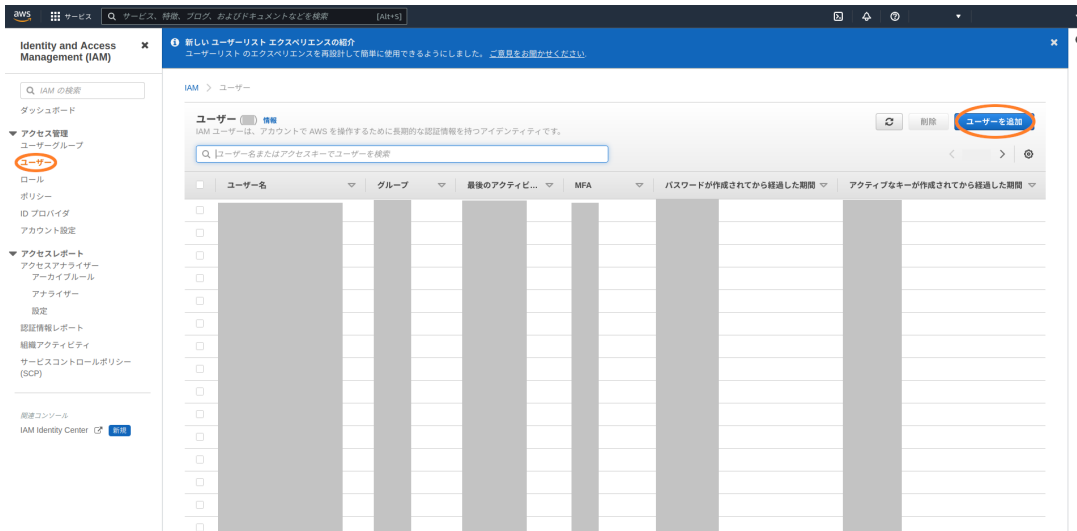 aws サービス サービス、特徴、ブログ、およびドキュメントなどを検索 [Alt+S]
Identity and Access
Management (IAM)
IAM の検索
ダッシュボード
アクセス管理
ユーザーグループ
ユーザー
ロール
ポリシー
ID プロバイダ
アカウント設定
アクセスレポート
アクセスアナライザー
アーカイブルール
アナライザー
設定
認証情報レポート
組織アクティビティ
サービスコントロールポリシー
(SCP)
関連コンソール
IAM Identity Center 新規
新しい ユーザーリスト エクスペリエンスの紹介
ユーザーリスト のエクスペリエンスを再設計して簡単に使用できるようにしました。 ご意見をお聞かせください.
IAM > ユーザー
ユーザー ( ) 情報
IAM ユーザーは、アカウントで AWS を操作するために長期的な認証情報を持つアイデンティティです。
削除 ユーザーを追加
ユーザー名またはアクセスキーでユーザーを検索
ユーザー名 グループ 最後のアクティビ... MFA パスワードが作成されてから経過した期間 アクティブなキーが作成されてから経過した期間